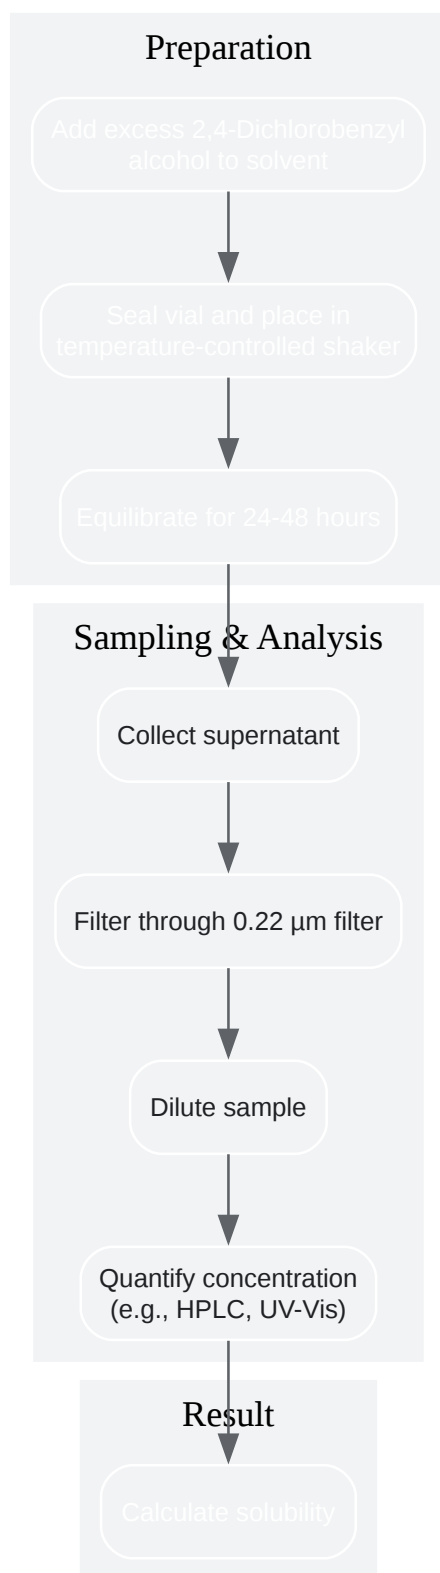 Preparation
Add excess 2,4-Dichlorobenzyl
alcohol to solvent
Seal vial and place in
temperature-controlled shaker
Equilibrate for 24-48 hours
Sampling & Analysis
Collect supernatant
Filter through 0.22 µm filter
Dilute sample
Quantify concentration
(e.g., HPLC, UV-Vis)
Result
Calculate solubility